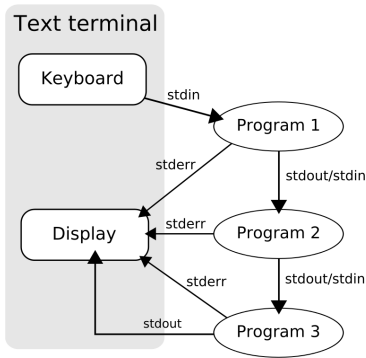 Text terminal
Keyboard
stdin
Program 1
stderr
stdout/stdin
Display
stderr
Program 2
stdout/stdin
stderr
stdout
Program 3